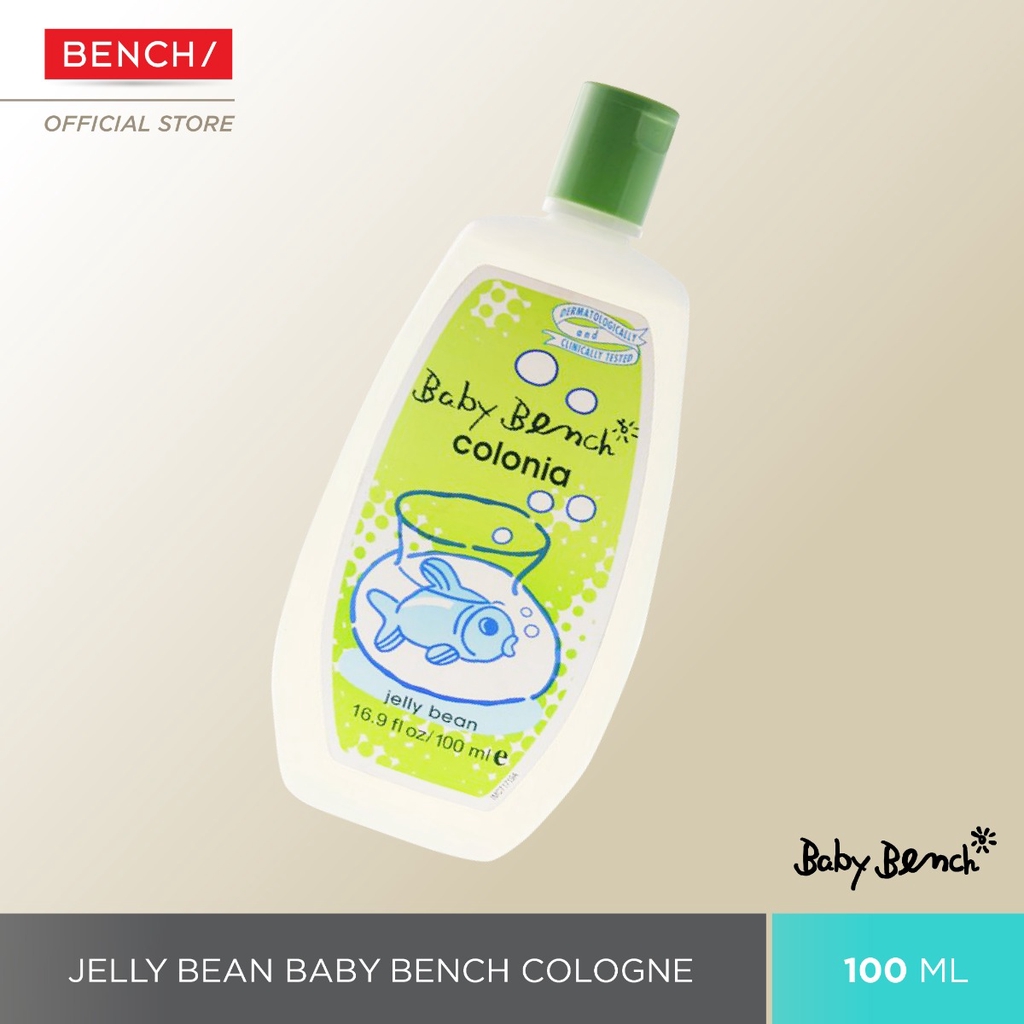 BENCH/
OFFICIAL STORE
DERMATOLOGICALLY
and
CLINICALLY TESTED
Baby Bench
colonia
jelly bean
16.9 fl oz/100 ml e
Baby Bench
JELLY BEAN BABY BENCH COLOGNE
100 ML